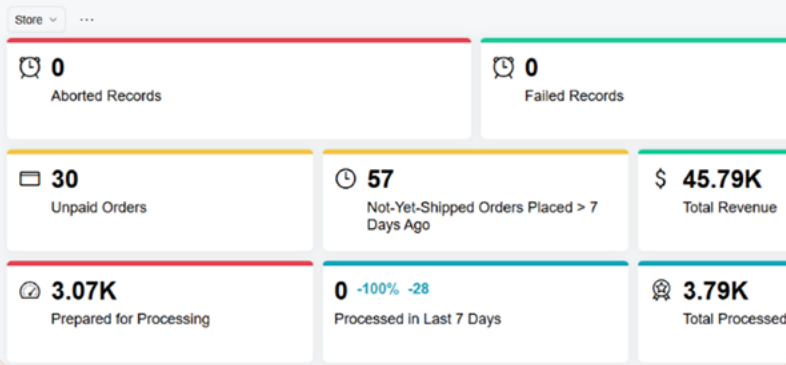 Store
0
Aborted Records
0
Failed Records
30
Unpaid Orders
57
Not-Yet-Shipped Orders Placed > 7
Days Ago
$ 45.79K
Total Revenue
3.07K
Prepared for Processing
0 -100% -28
Processed in Last 7 Days
3.79K
Total Processed